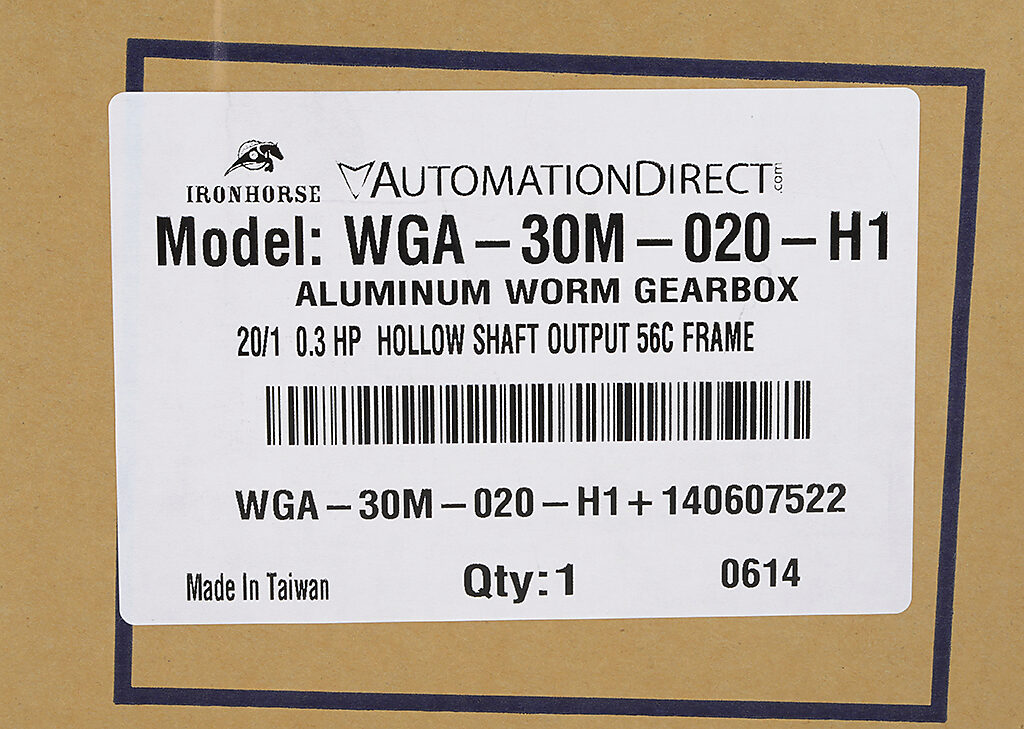 IRONHORSE AUTOMATIONDIRECT.com
Model: WGA-30M-020-H1
ALUMINUM WORM GEARBOX
20/1 0.3 HP HOLLOW SHAFT OUTPUT 56C FRAME
WGA-30M-020-H1+140607522
Made In Taiwan Qty:1 0614